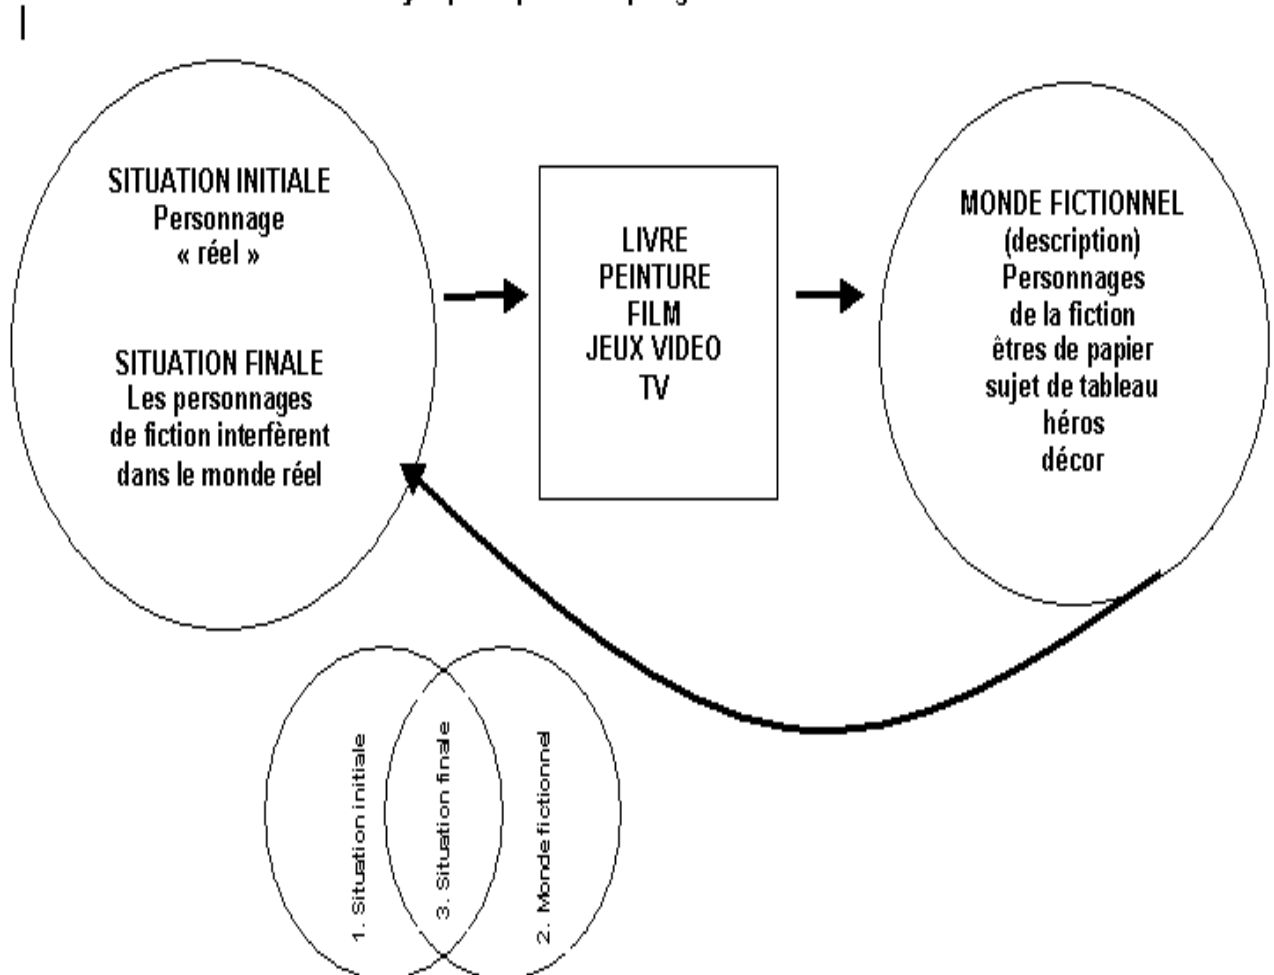 SITUATION INITIALE
Personnage
« réel »
SITUATION FINALE
Les personnages
de fiction interfèrent
dans le monde réel
LIVRE
PEINTURE
FILM
JEUX VIDEO
TV
MONDE FICTIONNEL
(description)
Personnages
de la fiction
êtres de papier
sujet de tableau
héros
décor
1. Situation initiale
3. Situation finale
2. Monde fictionnel